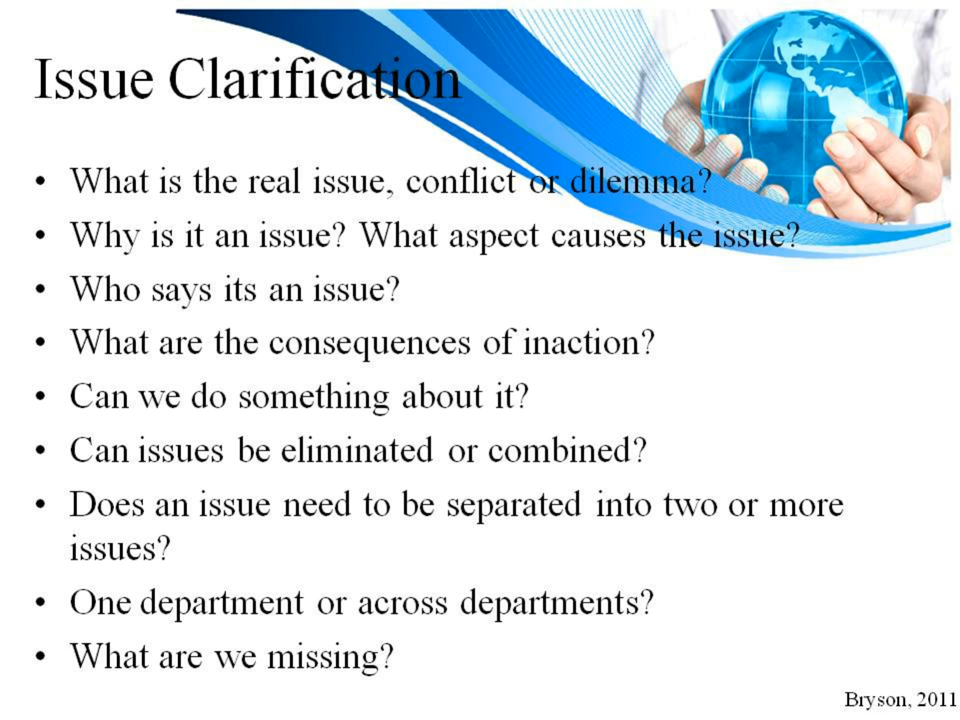 Issue Clarification
• What is the real issue, conflict or dilemma?
• Why is it an issue? What aspect causes the issue?
• Who says its an issue?
• What are the consequences of inaction?
• Can we do something about it?
• Can issues be eliminated or combined?
• Does an issue need to be separated into two or more
issues?
• One department or across departments?
• What are we missing?
Bryson, 2011